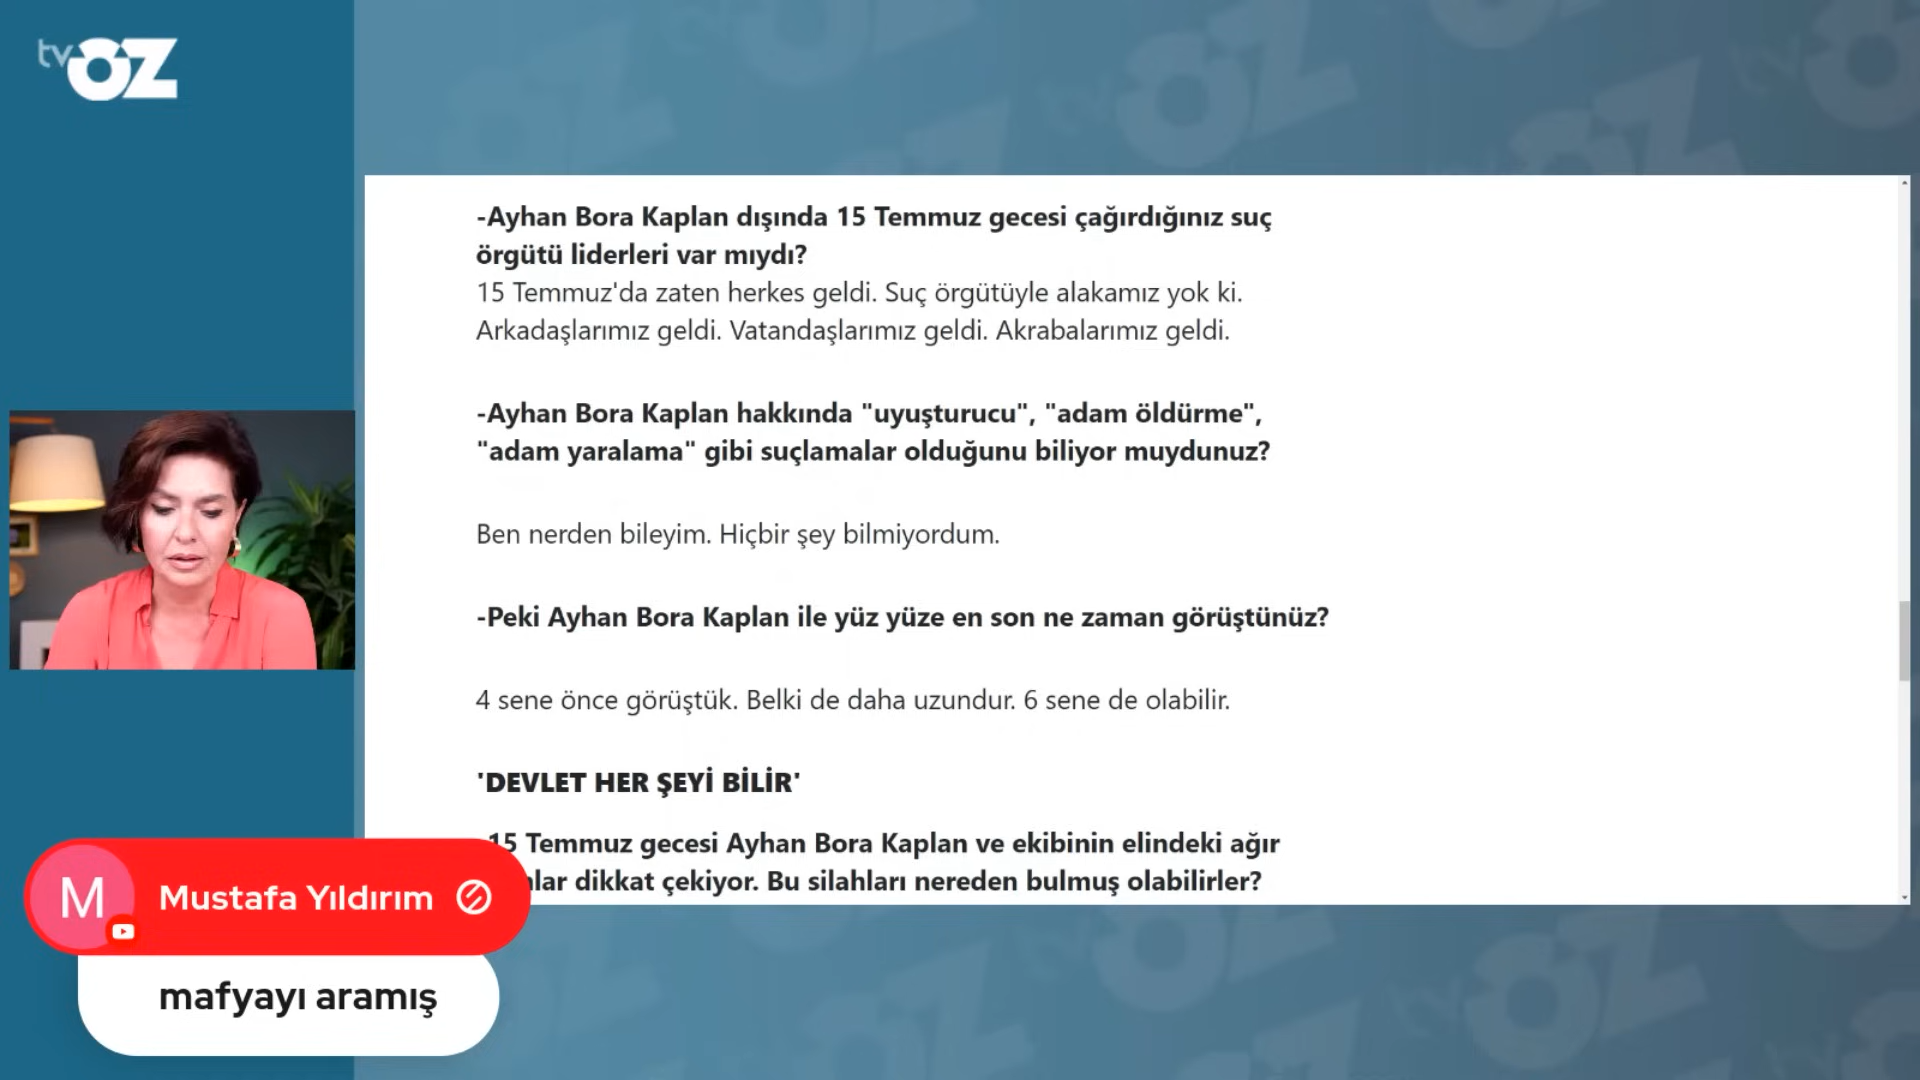 tv ÖZ
-Ayhan Bora Kaplan dışında 15 Temmuz gecesi çağırdığınız suç
örgütü liderleri var mıydı?
15 Temmuz'da zaten herkes geldi. Suç örgütüyle alakamız yok ki.
Arkadaşlarımız geldi. Vatandaşlarımız geldi. Akrabalarımız geldi.
-Ayhan Bora Kaplan hakkında "uyuşturucu", "adam öldürme",
"adam yaralama" gibi suçlamalar olduğunu biliyor muydunuz?
Ben nerden bileyim. Hiçbir şey bilmiyordum.
-Peki Ayhan Bora Kaplan ile yüz yüze en son ne zaman görüştünüz?
4 sene önce görüştük. Belki de daha uzundur. 6 sene de olabilir.
'DEVLET HER ŞEYİ BİLİR'
15 Temmuz gecesi Ayhan Bora Kaplan ve ekibinin elindeki ağır
dikkat çekiyor. Bu silahları nereden bulmuş olabilirler?
M
Mustafa Yıldırım
mafyayı aramış